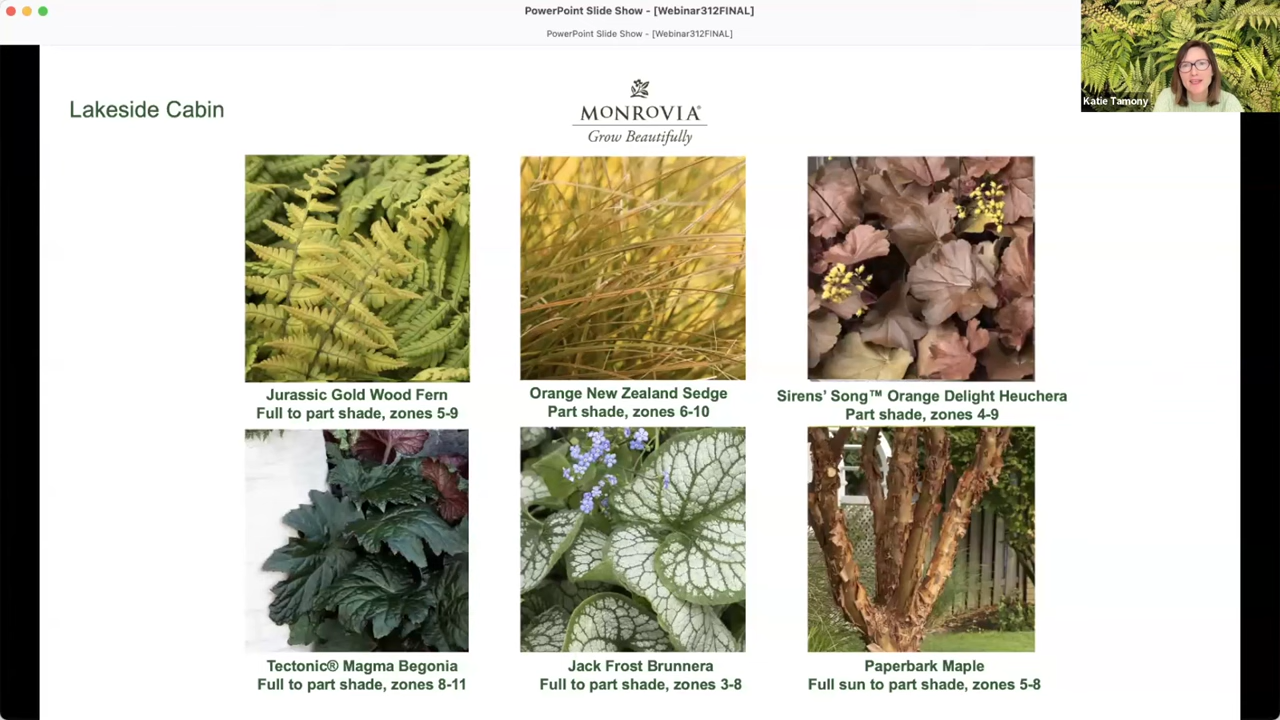 PowerPoint Slide Show - [Webinar312FINAL]
PowerPoint Slide Show - [Webinar312FINAL]
Katie Tamony
Lakeside Cabin
MONROVIA®
Grow Beautifully
Jurassic Gold Wood Fern
Full to part shade, zones 5-9
Orange New Zealand Sedge
Part shade, zones 6-10
Sirens' Song™ Orange Delight Heuchera
Part shade, zones 4-9
Tectonic® Magma Begonia
Full to part shade, zones 8-11
Jack Frost Brunnera
Full to part shade, zones 3-8
Paperbark Maple
Full sun to part shade, zones 5-8